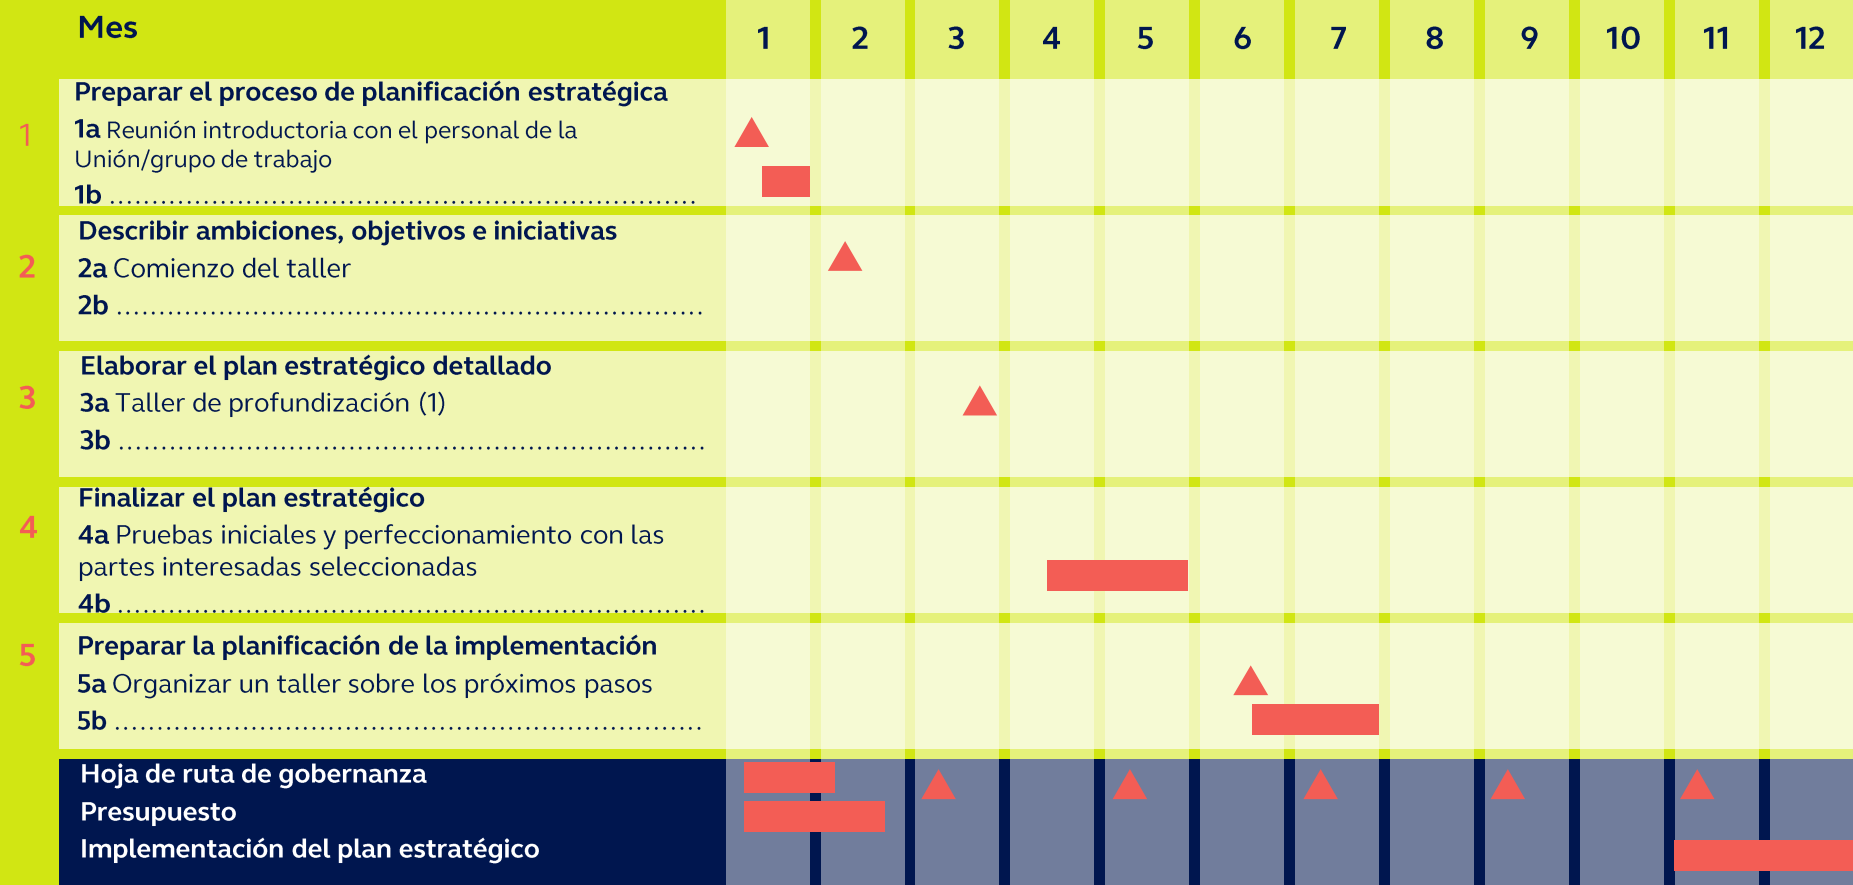 Mes 1 2 3 4 5 6 7 8 9 10 11 12
1
Preparar el proceso de planificación estratégica
1a Reunión introductoria con el personal de la
Unión/grupo de trabajo
1b ......................................................................
2
Describir ambiciones, objetivos e iniciativas
2a Comienzo del taller
2b ......................................................................
3
Elaborar el plan estratégico detallado
3a Taller de profundización (1)
3b ......................................................................
4
Finalizar el plan estratégico
4a Pruebas iniciales y perfeccionamiento con las
partes interesadas seleccionadas
4b ......................................................................
5
Preparar la planificación de la implementación
5a Organizar un taller sobre los próximos pasos
5b ......................................................................
Hoja de ruta de gobernanza
Presupuesto
Implementación del plan estratégico